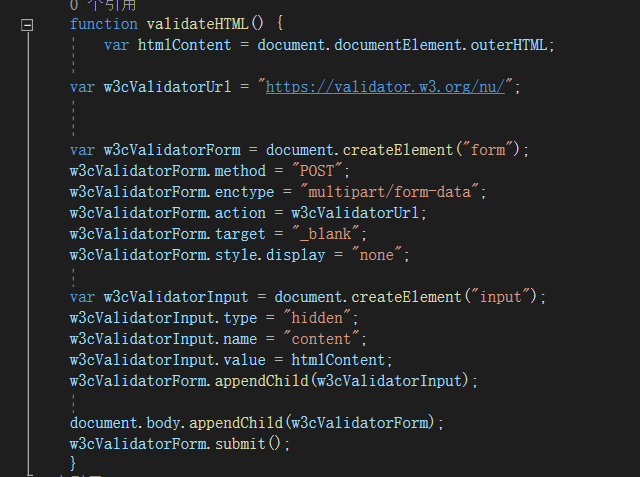 0 个引用
function validateHTML() {
var htmlContent = document.documentElement.outerHTML;
var w3cValidatorUrl = "https://validator.w3.org/nu/";
var w3cValidatorForm = document.createElement("form");
w3cValidatorForm.method = "POST";
w3cValidatorForm.enctype = "multipart/form-data";
w3cValidatorForm.action = w3cValidatorUrl;
w3cValidatorForm.target = "_blank";
w3cValidatorForm.style.display = "none";
var w3cValidatorInput = document.createElement("input");
w3cValidatorInput.type = "hidden";
w3cValidatorInput.name = "content";
w3cValidatorInput.value = htmlContent;
w3cValidatorForm.appendChild(w3cValidatorInput);
document.body.appendChild(w3cValidatorForm);
w3cValidatorForm.submit();
}